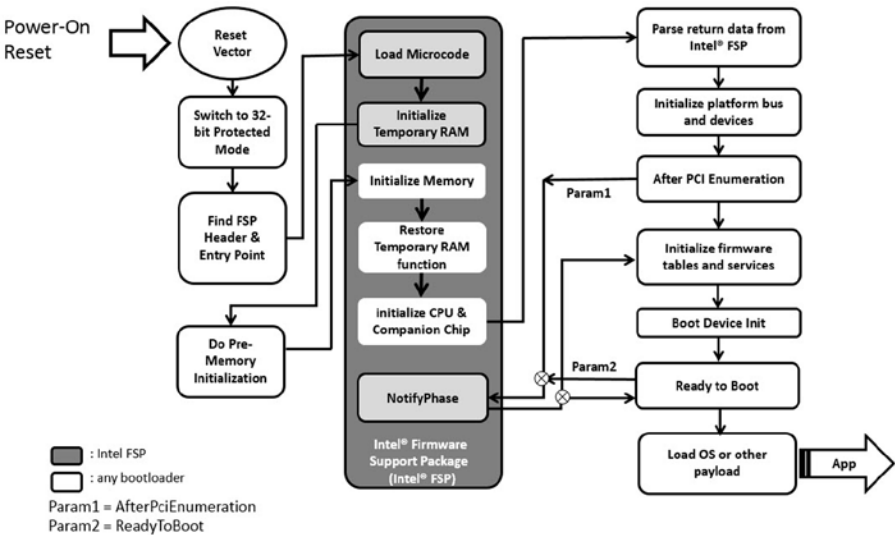 Power-On
Reset
Reset
Vector
Switch to 32-
bit Protected
Mode
Find FSP
Header &
Entry Point
Do Pre-
Memory
Initialization
Load Microcode
Initialize
Temporary RAM
Initialize Memory
Restore
Temporary RAM
function
initialize CPU &
Companion Chip
NotifyPhase
Intel® Firmware
Support Package
(Intel® FSP)
Parse return data from
Intel® FSP
Initialize platform bus
and devices
After PCI Enumeration
Param1
Initialize firmware
tables and services
Boot Device Init
Param2
Ready to Boot
Load OS or other
payload
App
: Intel FSP
: any bootloader
Param1 = AfterPciEnumeration
Param2 = ReadyToBoot